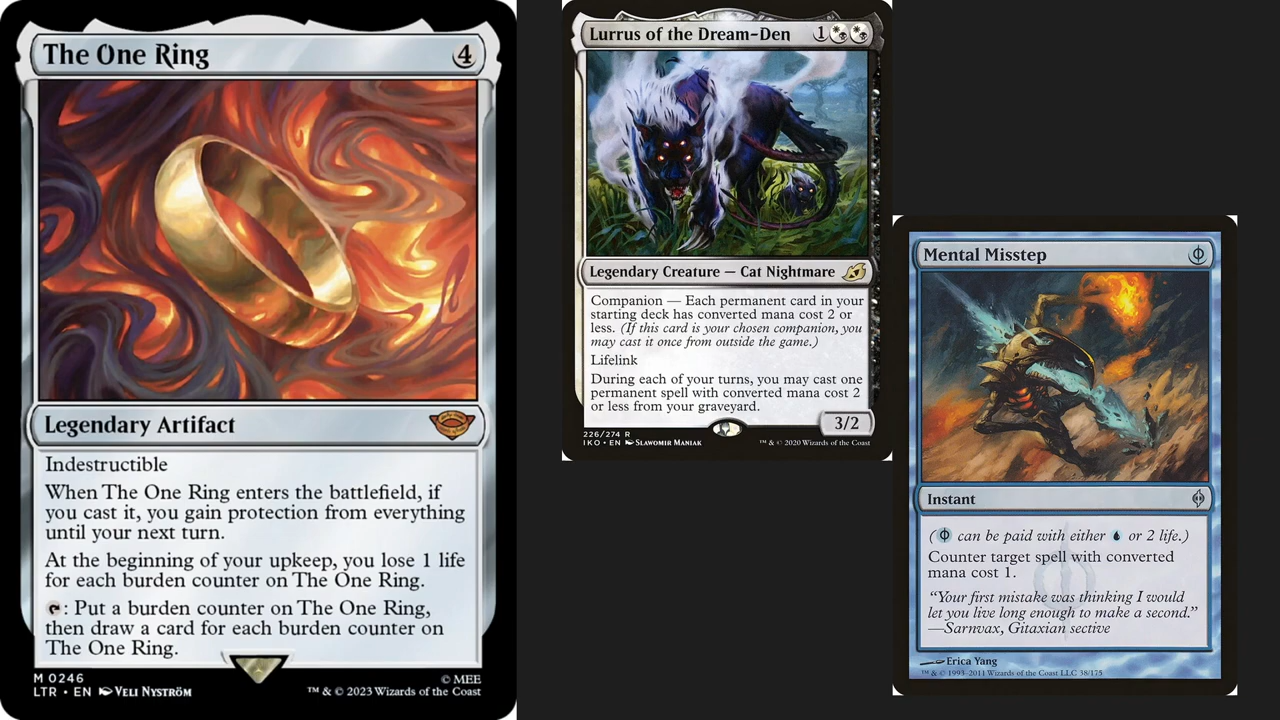 The One Ring 4
Legendary Artifact
Indestructible
When The One Ring enters the battlefield, if
you cast it, you gain protection from everything
until your next turn.
At the beginning of your upkeep, you lose 1 life
for each burden counter on The One Ring.
: Put a burden counter on The One Ring,
then draw a card for each burden counter on
The One Ring.
M 0246
LTR • EN VELI NYSTRÖM
© MEE
™ & © 2023 Wizards of the Coast
Lurrus of the Dream-Den 1
Legendary Creature — Cat Nightmare
Companion — Each permanent card in your
starting deck has converted mana cost 2 or
less. (If this card is your chosen companion, you
may cast it once from outside the game.)
Lifelink
During each of your turns, you may cast one
permanent spell with converted mana cost 2
or less from your graveyard.
3/2
226/274 R
IKO • EN SLAWOMIR MANIAK
™ & © 2020 Wizards of the Coast
Mental Misstep
Instant
( can be paid with either or 2 life.)
Counter target spell with converted
mana cost 1.
“Your first mistake was thinking I would
let you live long enough to make a second.”
—Sarnvax, Gitaxian sective
Erica Yang
™ & © 1993–2011 Wizards of the Coast LLC 38/175